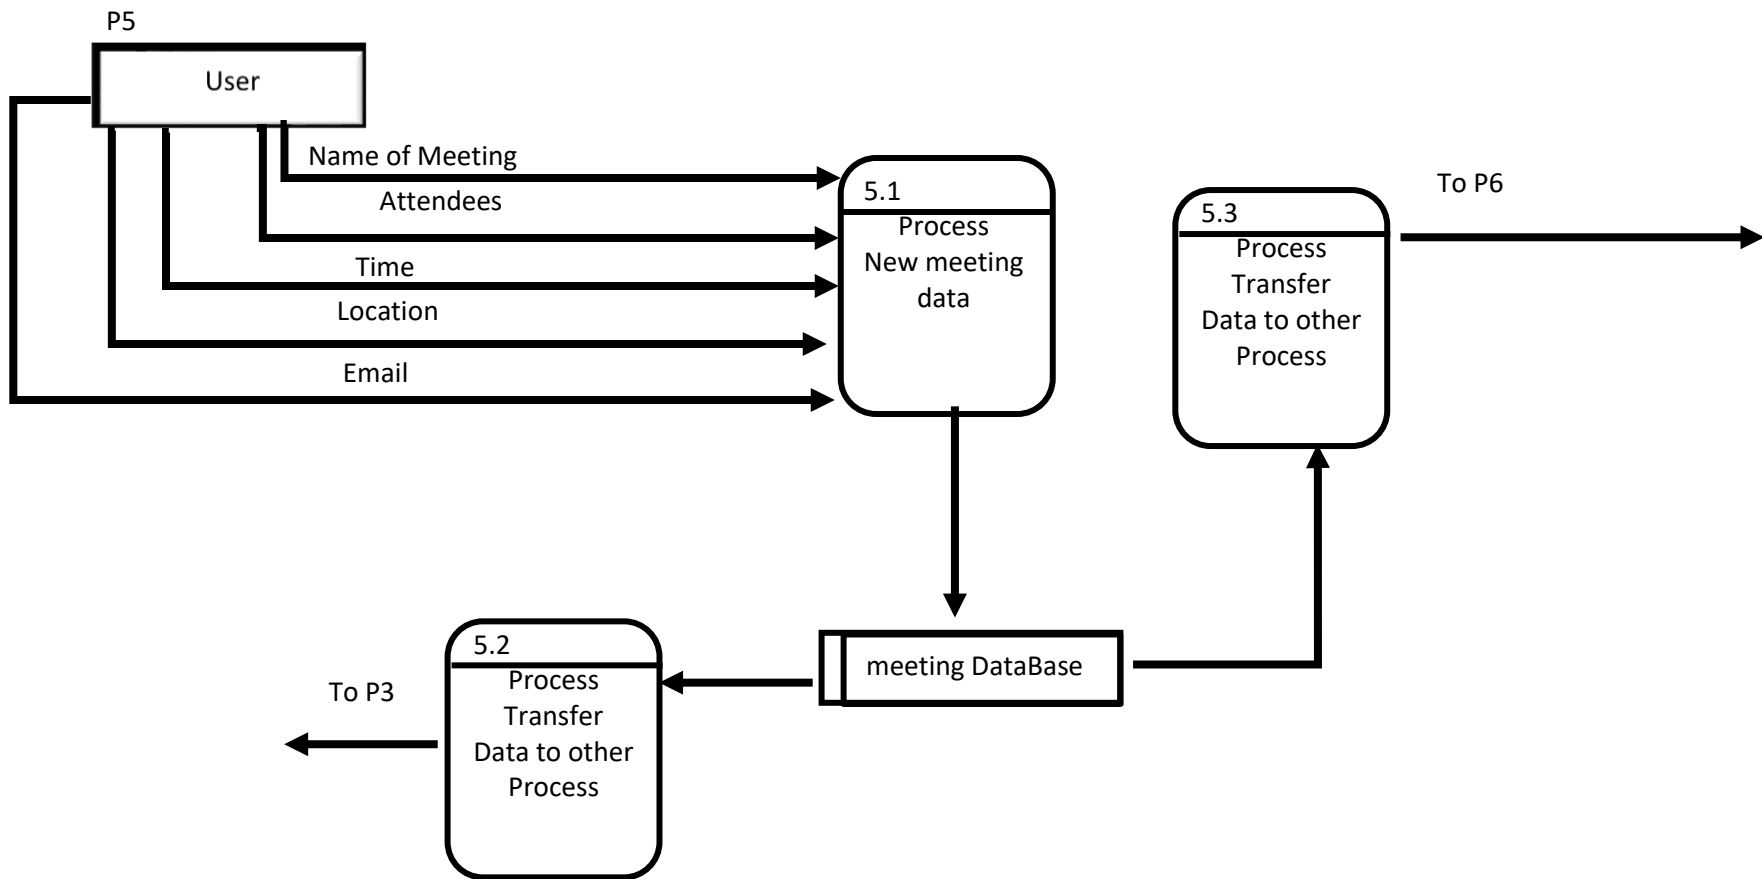 P5
User
Name of Meeting
Attendees
Time
Location
Email
5.1
Process
New meeting
data
5.3
Process
Transfer
Data to other
Process
To P6
meeting DataBase
5.2
Process
Transfer
Data to other
Process
To P3